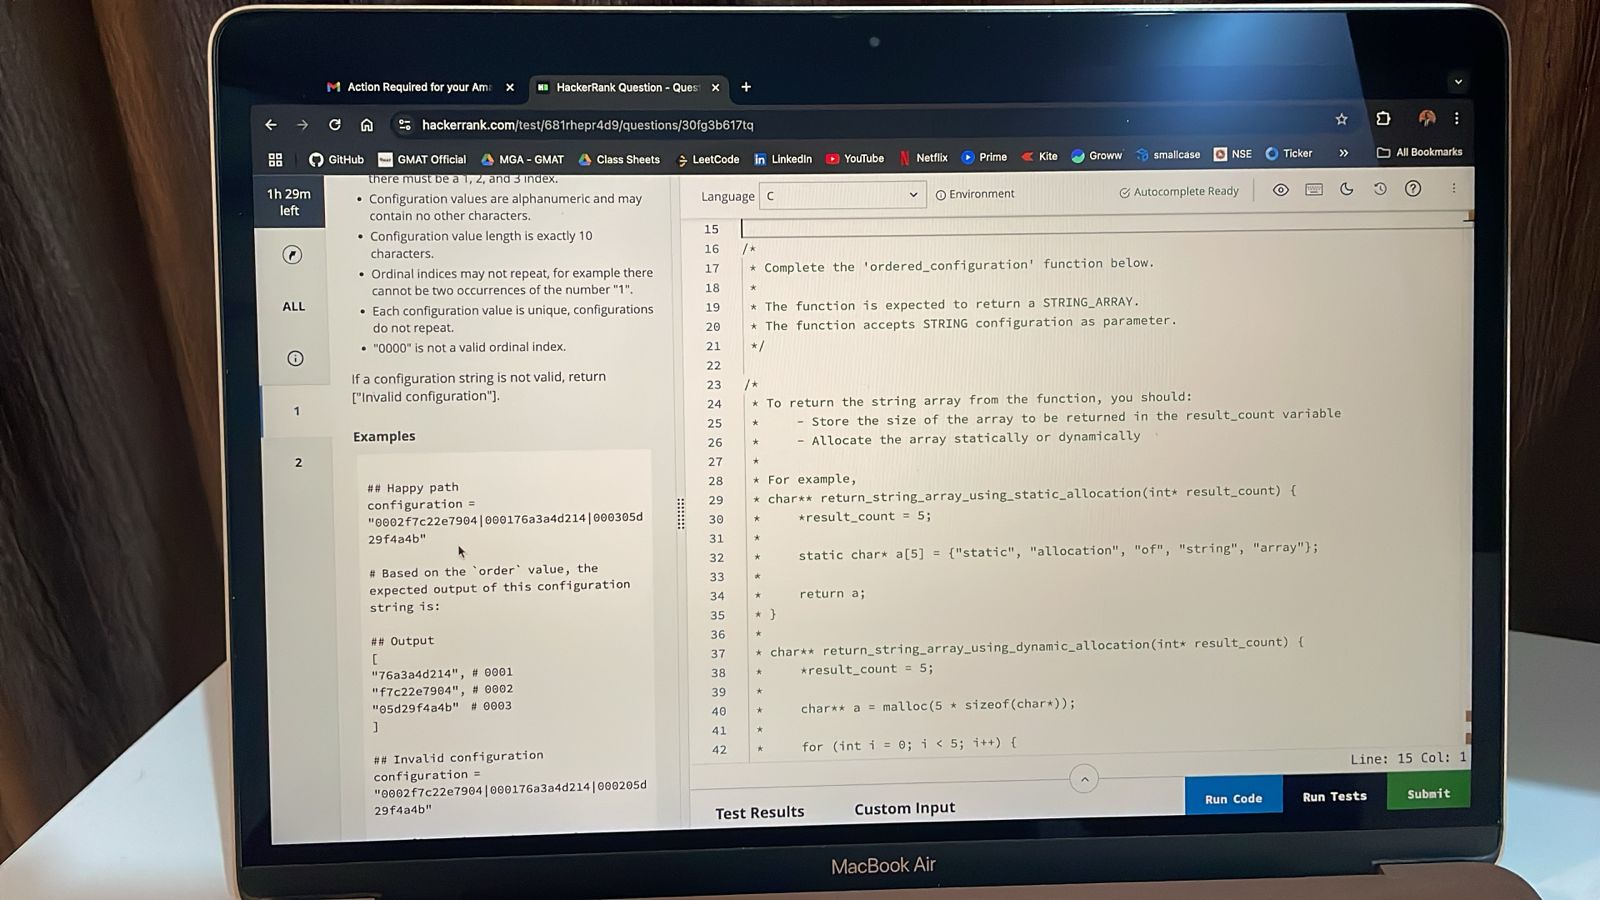 Action Required for your Am
HackerRank Question - Ques
hackerrank.com/test/681rhepr4d9/questions/30fg3b617tq
GitHub
GMAT Official
MGA - GMAT
Class Sheets
LeetCode
LinkedIn
YouTube
Netflix
Prime
Kite
Groww
smallcase
NSE
Ticker
»
All Bookmarks
1h 29m
left
ALL
1
2
there must be a 1, 2, and 3 index.
• Configuration values are alphanumeric and may
contain no other characters.
• Configuration value length is exactly 10
characters.
• Ordinal indices may not repeat, for example there
cannot be two occurrences of the number "1".
• Each configuration value is unique, configurations
do not repeat.
• "0000" is not a valid ordinal index.
If a configuration string is not valid, return
["Invalid configuration"].
Examples
## Happy path
configuration =
"0002f7c22e7904|000176a3a4d214|000305d
29f4a4b"
# Based on the `order` value, the
expected output of this configuration
string is:
## Output
[
"76a3a4d214", # 0001
"f7c22e7904", # 0002
"05d29f4a4b" # 0003
]
## Invalid configuration
configuration =
"0002f7c22e7904|000176a3a4d214|000205d
29f4a4b"
Language C
Environment
Autocomplete Ready
15
16 /*
17 * Complete the 'ordered_configuration' function below.
18 *
19 * The function is expected to return a STRING_ARRAY.
20 * The function accepts STRING configuration as parameter.
21 */
22
23 /*
24 * To return the string array from the function, you should:
25 * - Store the size of the array to be returned in the result_count variable
26 * - Allocate the array statically or dynamically
27 *
28 * For example,
29 * char** return_string_array_using_static_allocation(int* result_count) {
30 * *result_count = 5;
31 *
32 * static char* a[5] = {"static", "allocation", "of", "string", "array"};
33 *
34 * return a;
35 * }
36 *
37 * char** return_string_array_using_dynamic_allocation(int* result_count) {
38 * *result_count = 5;
39 *
40 * char** a = malloc(5 * sizeof(char*));
41 *
42 * for (int i = 0; i < 5; i++) {
Line: 15 Col: 1
Test Results
Custom Input
Run Code
Run Tests
Submit
MacBook Air